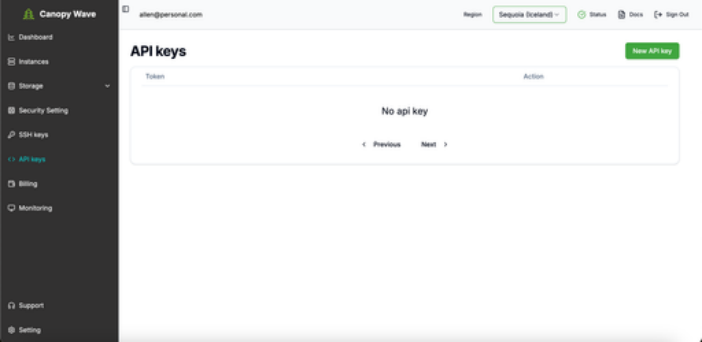 Canopy Wave
allen@personal.com
Region
Sequoia (Iceland)
Status
Docs
Sign Out
Dashboard
Instances
Storage
Security Setting
SSH keys
API keys
Billing
Monitoring
Support
Setting
API keys
New API key
Token
Action
No api key
Previous
Next